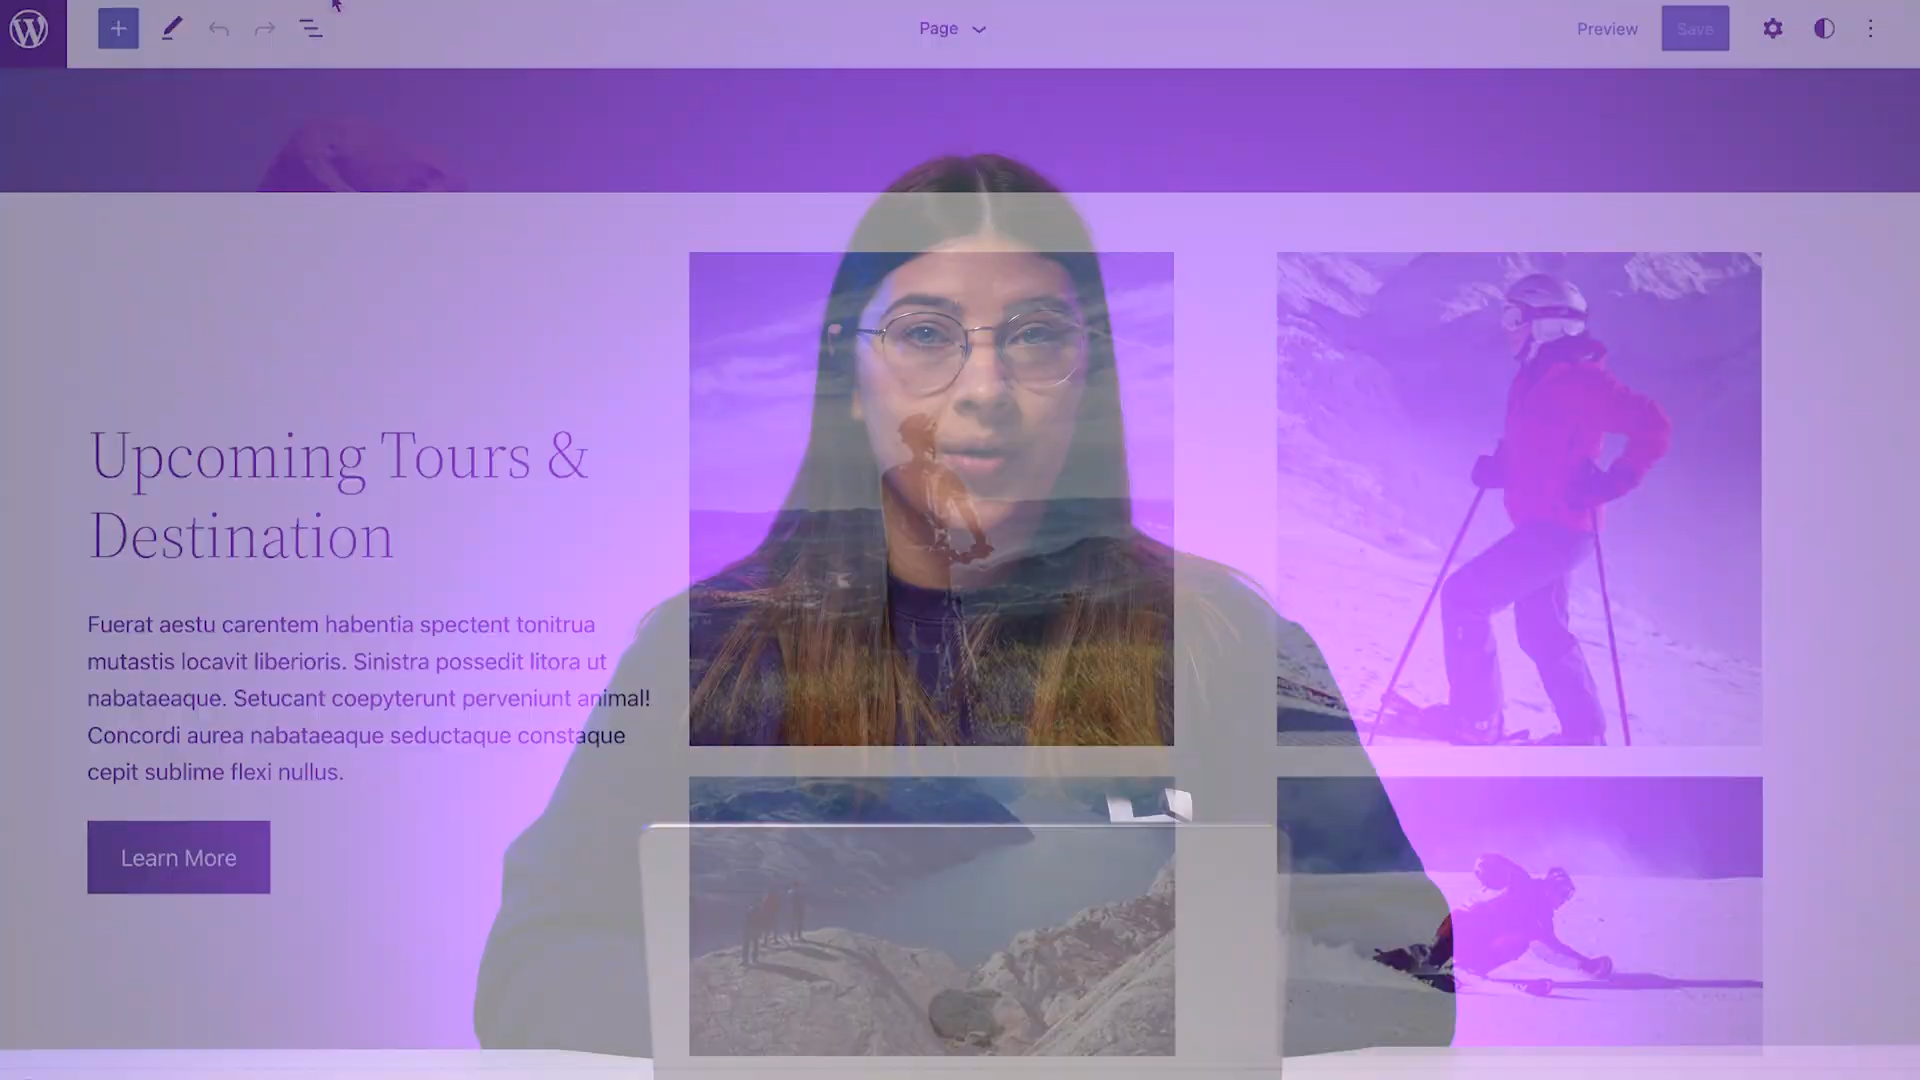 Page
Preview
Save
Upcoming Tours &
Destination
Fuerat aestu carentem habentia spectent tonitrua
mutastis locavit liberioris. Sinistra possedit litora ut
nabataeaque. Setucant coepyterunt perveniunt animal!
Concordi aurea nabataeaque seductaque constaque
cepit sublime flexi nullus.
Learn More